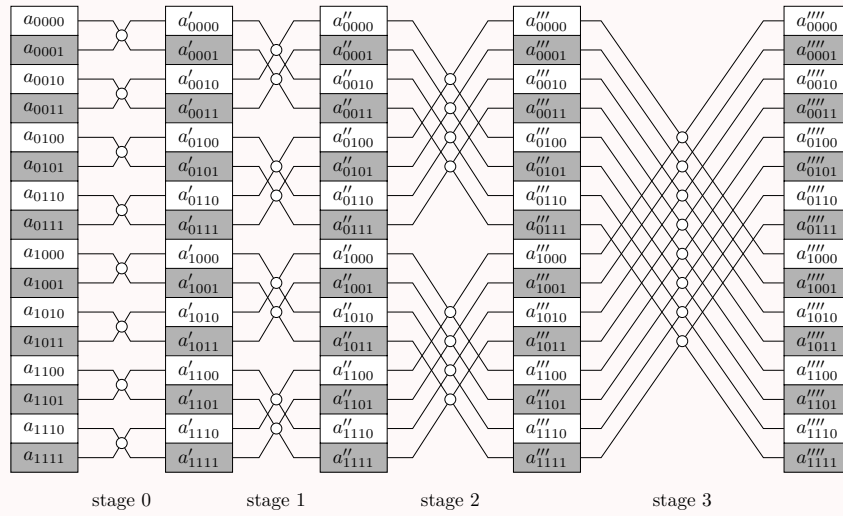 a₀₀₀₀ a′₀₀₀₀ a″₀₀₀₀ a‴₀₀₀₀ a⁗₀₀₀₀
a₀₀₀₁ a′₀₀₀₁ a″₀₀₀₁ a‴₀₀₀₁ a⁗₀₀₀₁
a₀₀₁₀ a′₀₀₁₀ a″₀₀₁₀ a‴₀₀₁₀ a⁗₀₀₁₀
a₀₀₁₁ a′₀₀₁₁ a″₀₀₁₁ a‴₀₀₁₁ a⁗₀₀₁₁
a₀₁₀₀ a′₀₁₀₀ a″₀₁₀₀ a‴₀₁₀₀ a⁗₀₁₀₀
a₀₁₀₁ a′₀₁₀₁ a″₀₁₀₁ a‴₀₁₀₁ a⁗₀₁₀₁
a₀₁₁₀ a′₀₁₁₀ a″₀₁₁₀ a‴₀₁₁₀ a⁗₀₁₁₀
a₀₁₁₁ a′₀₁₁₁ a″₀₁₁₁ a‴₀₁₁₁ a⁗₀₁₁₁
a₁₀₀₀ a′₁₀₀₀ a″₁₀₀₀ a‴₁₀₀₀ a⁗₁₀₀₀
a₁₀₀₁ a′₁₀₀₁ a″₁₀₀₁ a‴₁₀₀₁ a⁗₁₀₀₁
a₁₀₁₀ a′₁₀₁₀ a″₁₀₁₀ a‴₁₀₁₀ a⁗₁₀₁₀
a₁₀₁₁ a′₁₀₁₁ a″₁₀₁₁ a‴₁₀₁₁ a⁗₁₀₁₁
a₁₁₀₀ a′₁₁₀₀ a″₁₁₀₀ a‴₁₁₀₀ a⁗₁₁₀₀
a₁₁₀₁ a′₁₁₀₁ a″₁₁₀₁ a‴₁₁₀₁ a⁗₁₁₀₁
a₁₁₁₀ a′₁₁₁₀ a″₁₁₁₀ a‴₁₁₁₀ a⁗₁₁₁₀
a₁₁₁₁ a′₁₁₁₁ a″₁₁₁₁ a‴₁₁₁₁ a⁗₁₁₁₁
stage 0 stage 1 stage 2 stage 3